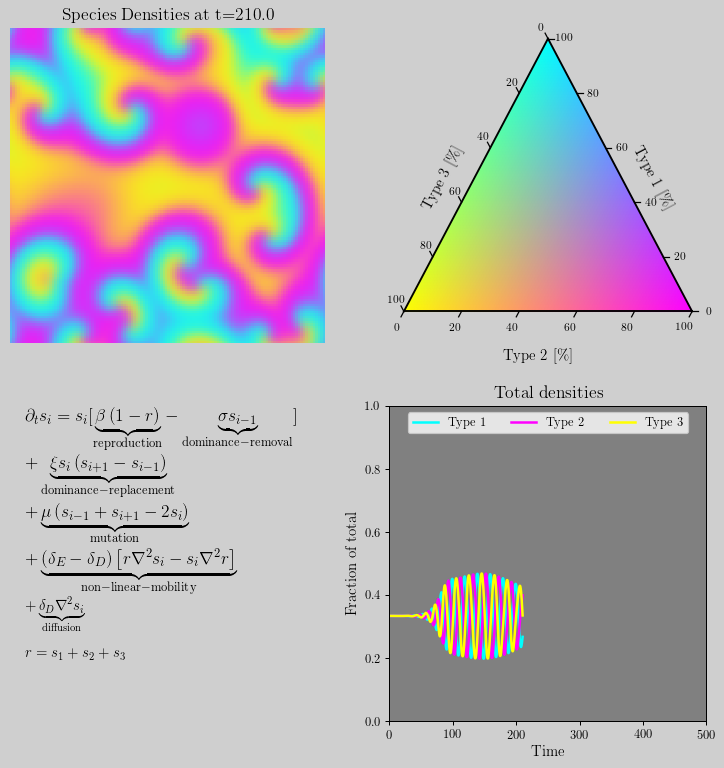 Species Densities at t=210.0
0
100
20
80
40
60
60
40
80
20
100
0
0
20
40
60
80
100
Type 3 [%]
Type 1 [%]
Type 2 [%]
∂ₜsᵢ = sᵢ[ β (1 − r) − σsᵢ₋₁ ]
reproduction dominance−removal
+ ξsᵢ (sᵢ₊₁ − sᵢ₋₁)
dominance−replacement
+ μ (sᵢ₋₁ + sᵢ₊₁ − 2sᵢ)
mutation
+ (δ_E − δ_D) [r∇²sᵢ − sᵢ∇²r]
non−linear−mobility
+ δ_D∇²sᵢ
diffusion
r = s₁ + s₂ + s₃
Total densities
Type 1 Type 2 Type 3
1.0
0.8
0.6
0.4
0.2
0.0
Fraction of total
0 100 200 300 400 500
Time